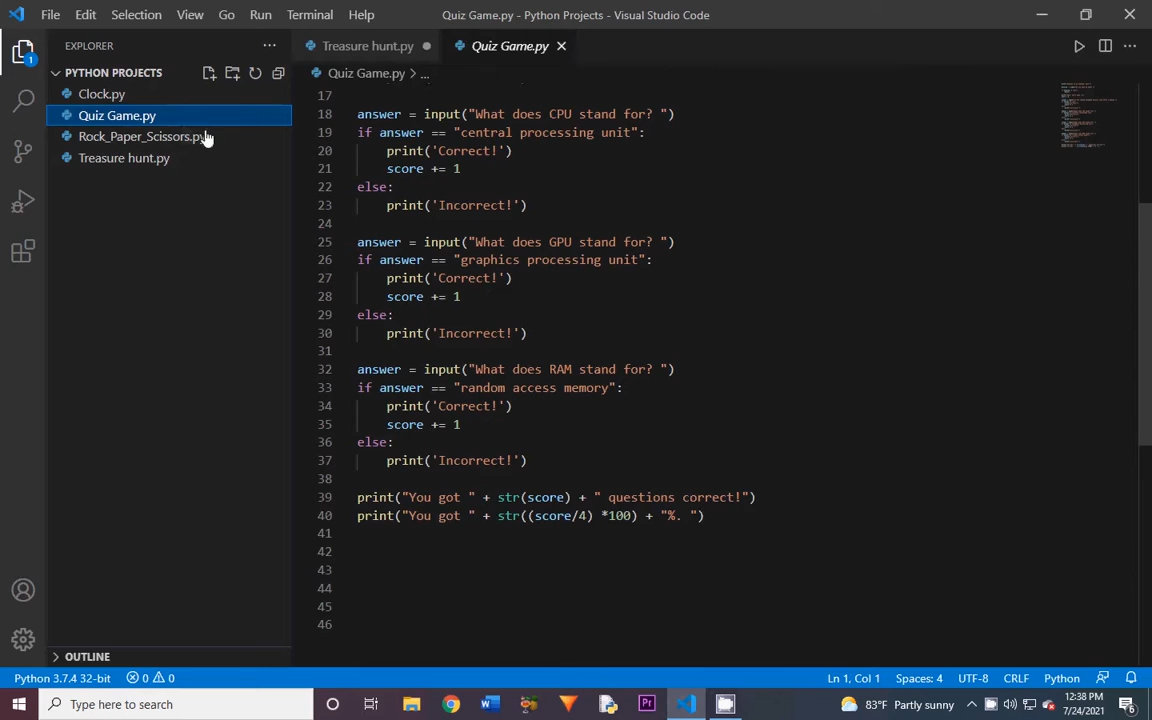 File Edit Selection View Go Run Terminal Help
Quiz Game.py - Python Projects - Visual Studio Code
EXPLORER
Treasure hunt.py
Quiz Game.py
PYTHON PROJECTS
Quiz Game.py > ...
Clock.py
Quiz Game.py
Rock_Paper_Scissors.py
Treasure hunt.py
1
17
18 answer = input("What does CPU stand for? ")
19 if answer == "central processing unit":
20 print('Correct!')
21 score += 1
22 else:
23 print('Incorrect!')
24
25 answer = input("What does GPU stand for? ")
26 if answer == "graphics processing unit":
27 print('Correct!')
28 score += 1
29 else:
30 print('Incorrect!')
31
32 answer = input("What does RAM stand for? ")
33 if answer == "random access memory":
34 print('Correct!')
35 score += 1
36 else:
37 print('Incorrect!')
38
39 print("You got " + str(score) + " questions correct!")
40 print("You got " + str((score/4) *100) + "%. ")
41
42
43
44
45
46
OUTLINE
Python 3.7.4 32-bit 0 0 Ln 1, Col 1 Spaces: 4 UTF-8 CRLF Python
Type here to search
83°F Partly sunny
12:38 PM
7/24/2021
6